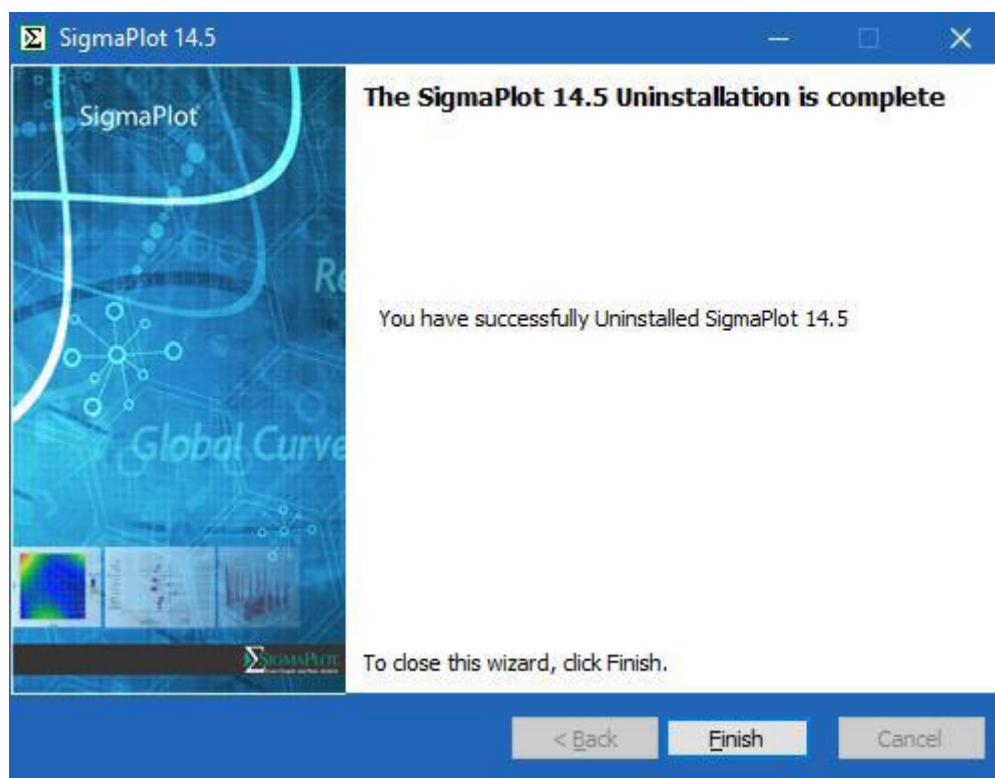 SigmaPlot 14.5
SigmaPlot
The SigmaPlot 14.5 Uninstallation is complete
Re
You have successfully Uninstalled SigmaPlot 14.5
Global Curve
SIGMAPLOT
To close this wizard, click Finish.
< Back
Finish
Cancel